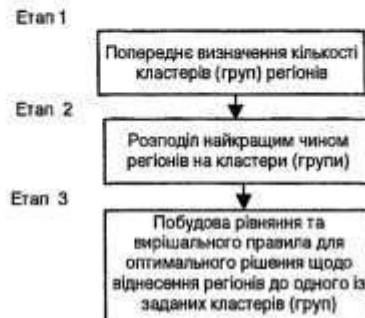 Етап 1
Попереднє визначення кількості
кластерів (груп) регіонів
Етап 2
Розподіл найкращим чином
регіонів на кластери (групи)
Етап 3
Побудова рівняння та
вирішального правила для
оптимального рішення щодо
віднесення регіонів до одного із
заданих кластерів (груп)